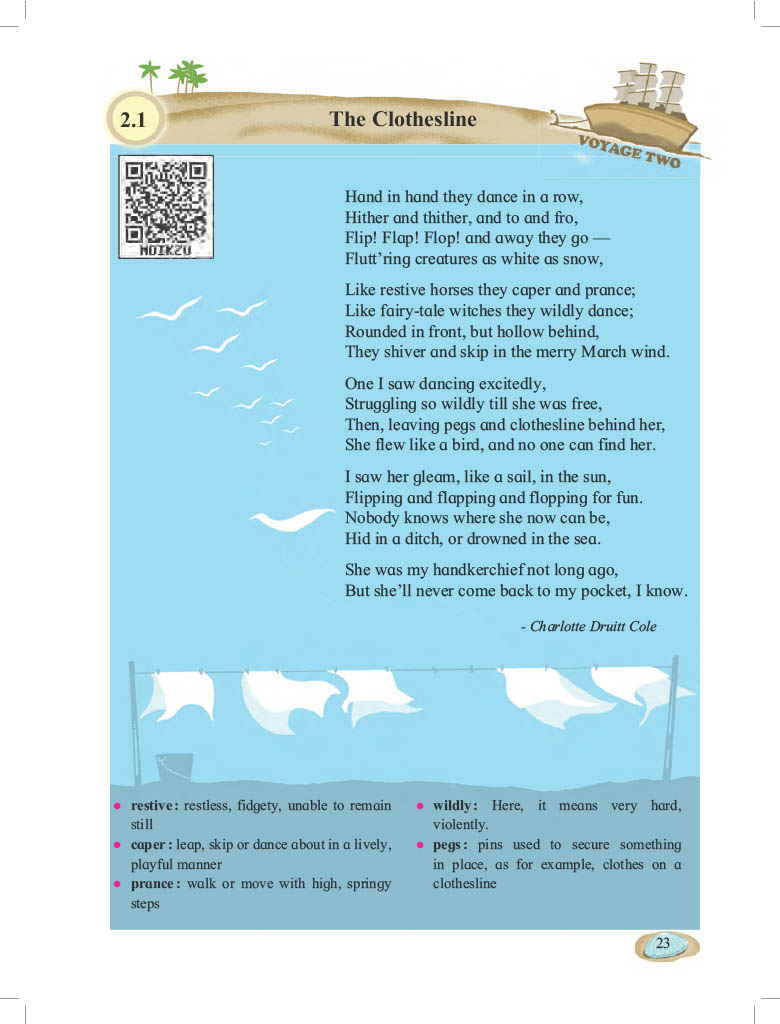 2.1
The Clothesline
VOYAGE TWO
Hand in hand they dance in a row,
Hither and thither, and to and fro,
Flip! Flap! Flop! and away they go —
Flutt’ring creatures as white as snow,
Like restive horses they caper and prance;
Like fairy-tale witches they wildly dance;
Rounded in front, but hollow behind,
They shiver and skip in the merry March wind.
One I saw dancing excitedly,
Struggling so wildly till she was free,
Then, leaving pegs and clothesline behind her,
She flew like a bird, and no one can find her.
I saw her gleam, like a sail, in the sun,
Flipping and flapping and flopping for fun.
Nobody knows where she now can be,
Hid in a ditch, or drowned in the sea.
She was my handkerchief not long ago,
But she’ll never come back to my pocket, I know.
- Charlotte Druitt Cole
• restive : restless, fidgety, unable to remain
still
• caper : leap, skip or dance about in a lively,
playful manner
• prance : walk or move with high, springy
steps
• wildly : Here, it means very hard,
violently.
• pegs : pins used to secure something
in place, as for example, clothes on a
clothesline
23